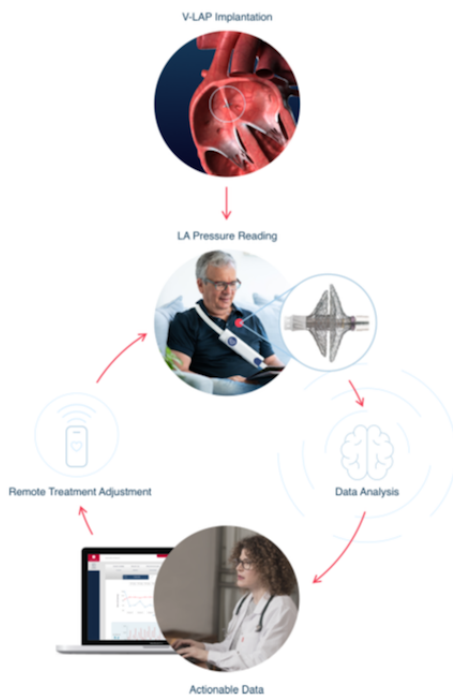 V-LAP Implantation
LA Pressure Reading
Remote Treatment Adjustment
Data Analysis
Actionable Data